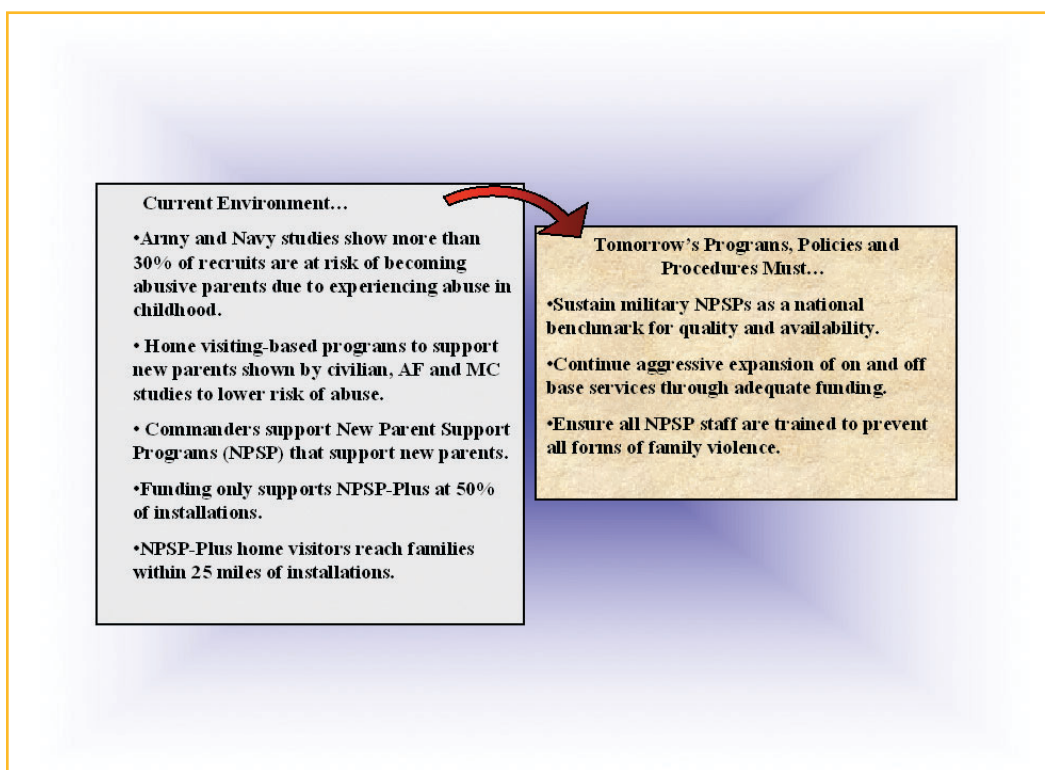 Current Environment…
•Army and Navy studies show more than
30% of recruits are at risk of becoming
abusive parents due to experiencing abuse in
childhood.
• Home visiting-based programs to support
new parents shown by civilian, AF and MC
studies to lower risk of abuse.
• Commanders support New Parent Support
Programs (NPSP) that support new parents.
•Funding only supports NPSP-Plus at 50%
of installations.
•NPSP-Plus home visitors reach families
within 25 miles of installations.
Tomorrow’s Programs, Policies and
Procedures Must…
•Sustain military NPSPs as a national
benchmark for quality and availability.
•Continue aggressive expansion of on and off
base services through adequate funding.
•Ensure all NPSP staff are trained to prevent
all forms of family violence.